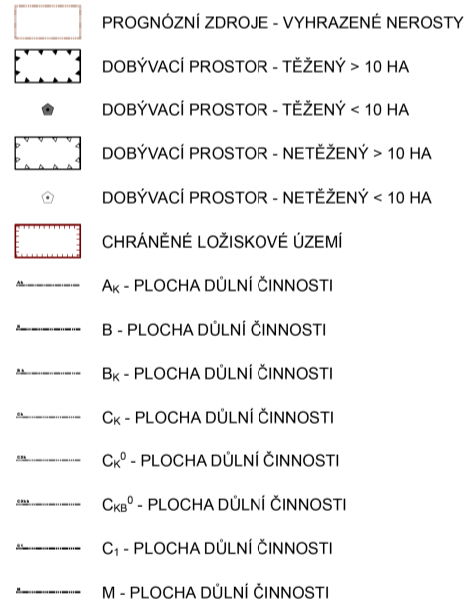 PROGNÓZNÍ ZDROJE - VYHRAZENÉ NEROSTY
DOBÝVACÍ PROSTOR - TĚŽENÝ > 10 HA
DOBÝVACÍ PROSTOR - TĚŽENÝ < 10 HA
DOBÝVACÍ PROSTOR - NETĚŽENÝ > 10 HA
DOBÝVACÍ PROSTOR - NETĚŽENÝ < 10 HA
CHRÁNĚNÉ LOŽISKOVÉ ÚZEMÍ
Aₖ - PLOCHA DŮLNÍ ČINNOSTI
B - PLOCHA DŮLNÍ ČINNOSTI
Bₖ - PLOCHA DŮLNÍ ČINNOSTI
Cₖ - PLOCHA DŮLNÍ ČINNOSTI
Cₖ⁰ - PLOCHA DŮLNÍ ČINNOSTI
C_KB⁰ - PLOCHA DŮLNÍ ČINNOSTI
C₁ - PLOCHA DŮLNÍ ČINNOSTI
M - PLOCHA DŮLNÍ ČINNOSTI